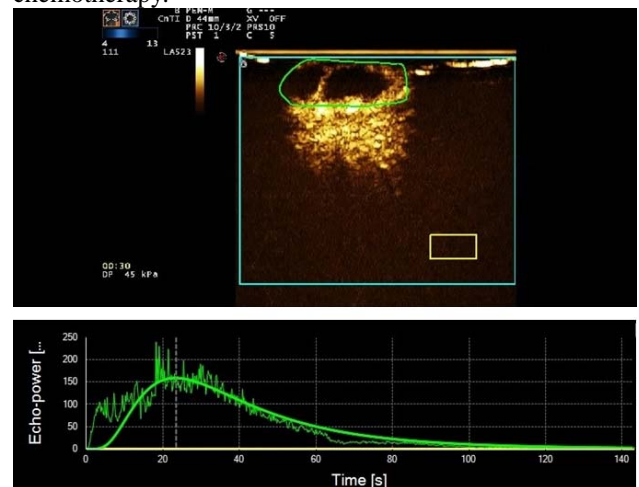 chemotherapy.
B PEN-M G ---
CnTI D 44mm XV OFF
PRC 10/3/2 PRS10
PST 1 C 5
4 13
111 LA523
00:30
DP 45 kPa
250
200
150
100
50
0
Echo-power [...
0 20 40 60 80 100 120 140
Time [s]